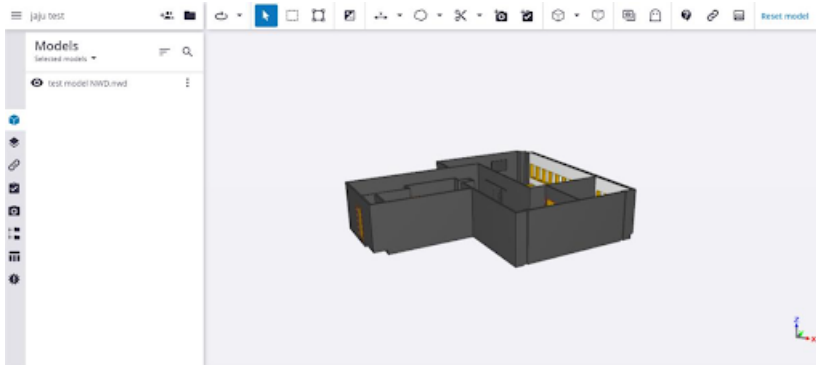 jaju test
Reset model
Models
Selected models
test model NWD.nwd
Z
X